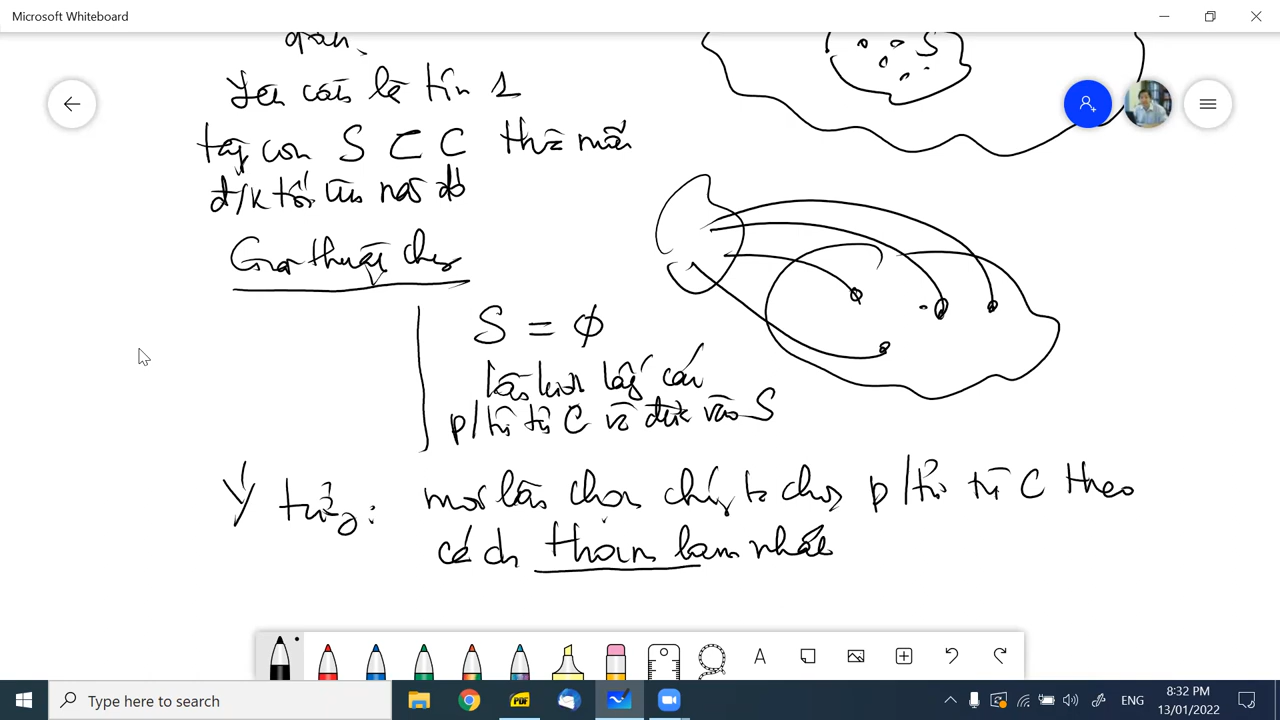 Microsoft Whiteboard
Yêu cầu là tìm 1
tập con S ⊂ C thoả mãn
đ/k tối ưu nào đó
S
Giải thuật chung
S = ∅
lần lượt lấy các
p/tử từ C và đưa vào S
Ý tưởng: mỗi lần chọn chúng ta chọn p/tử từ C theo
cách tham lam nhất
Type here to search
ENG
8:32 PM
13/01/2022